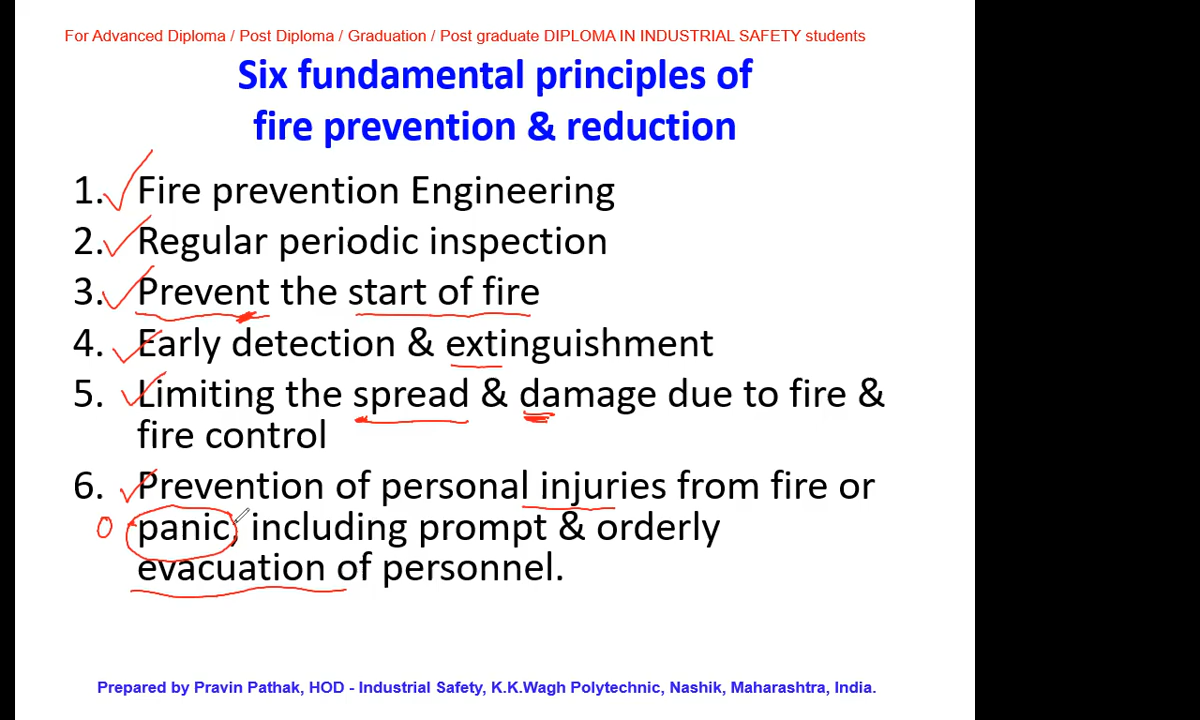 For Advanced Diploma / Post Diploma / Graduation / Post graduate DIPLOMA IN INDUSTRIAL SAFETY students
Six fundamental principles of
fire prevention & reduction
1. Fire prevention Engineering
2. Regular periodic inspection
3. Prevent the start of fire
4. Early detection & extinguishment
5. Limiting the spread & damage due to fire &
fire control
6. Prevention of personal injuries from fire or
panic, including prompt & orderly
evacuation of personnel.
Prepared by Pravin Pathak, HOD - Industrial Safety, K.K.Wagh Polytechnic, Nashik, Maharashtra, India.